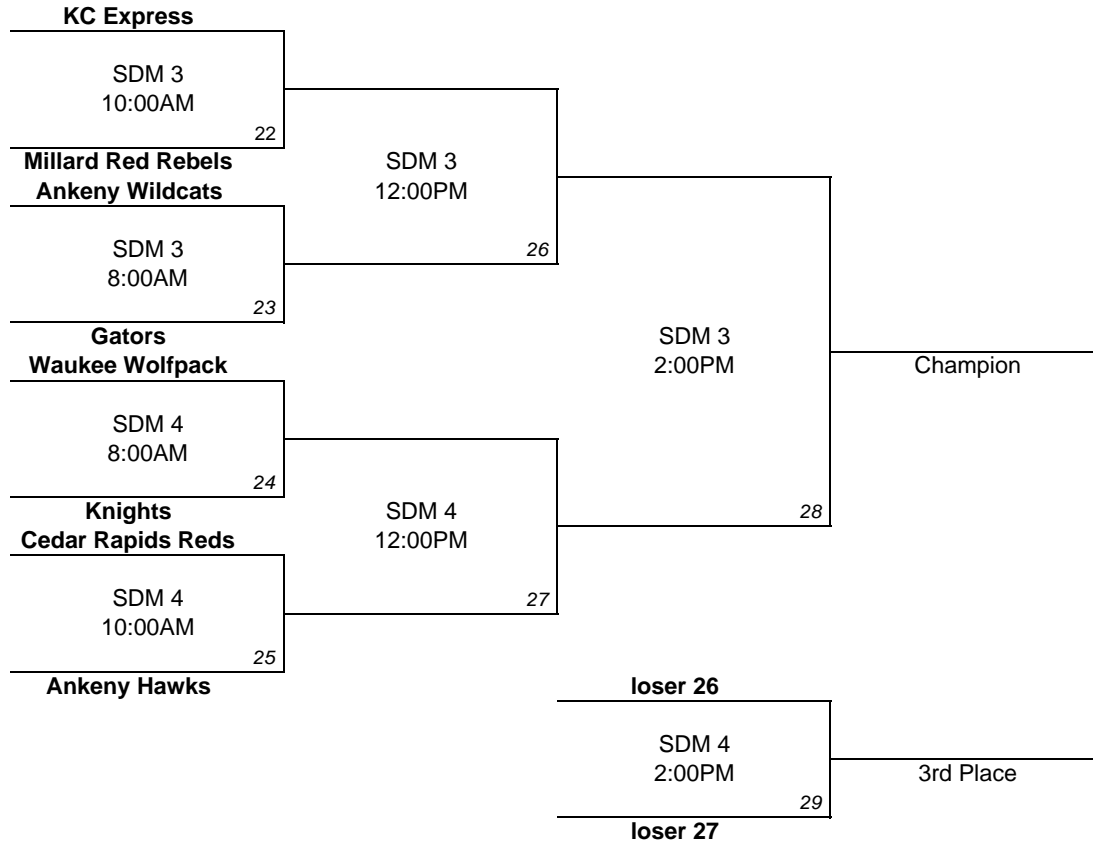 KC Express
SDM 3
10:00AM
22
Millard Red Rebels
Ankeny Wildcats
SDM 3
8:00AM
23
Gators
Waukee Wolfpack
SDM 4
8:00AM
24
Knights
Cedar Rapids Reds
SDM 4
10:00AM
25
Ankeny Hawks
SDM 3
12:00PM
26
SDM 4
12:00PM
27
SDM 3
2:00PM
28
Champion
loser 26
SDM 4
2:00PM
29
loser 27
3rd Place